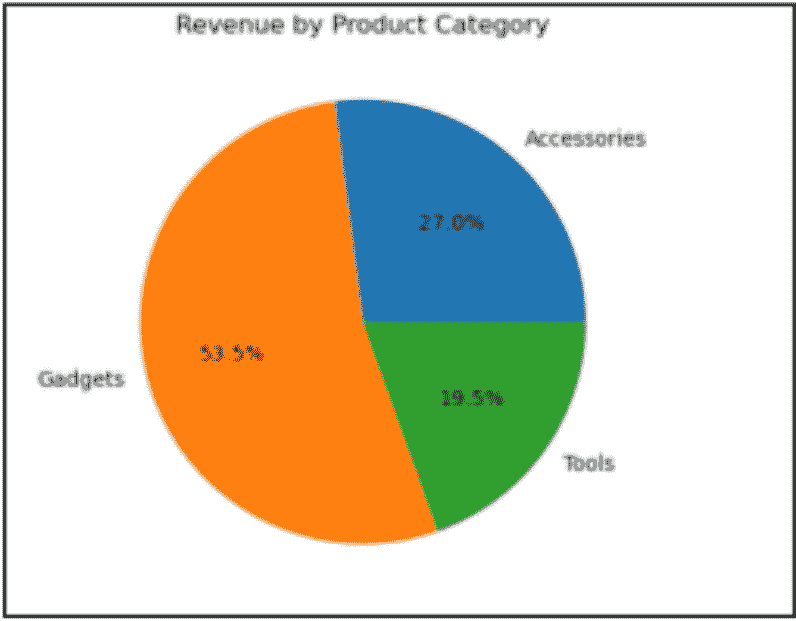 Revenue by Product Category
Accessories
27.0%
53.5%
Gadgets
19.5%
Tools